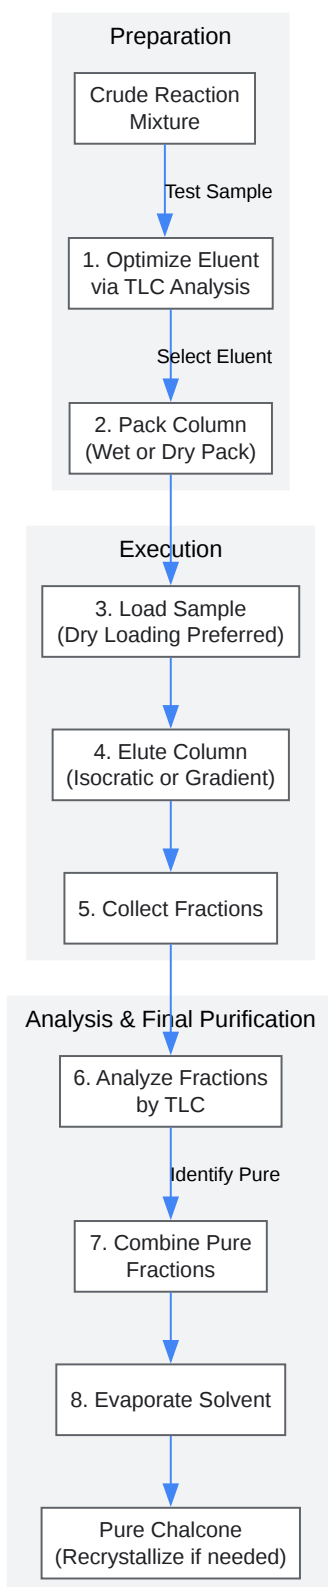 Preparation
Crude Reaction
Mixture
Test Sample
1. Optimize Eluent
via TLC Analysis
Select Eluent
2. Pack Column
(Wet or Dry Pack)
Execution
3. Load Sample
(Dry Loading Preferred)
4. Elute Column
(Isocratic or Gradient)
5. Collect Fractions
Analysis & Final Purification
6. Analyze Fractions
by TLC
Identify Pure
7. Combine Pure
Fractions
8. Evaporate Solvent
Pure Chalcone
(Recrystallize if needed)